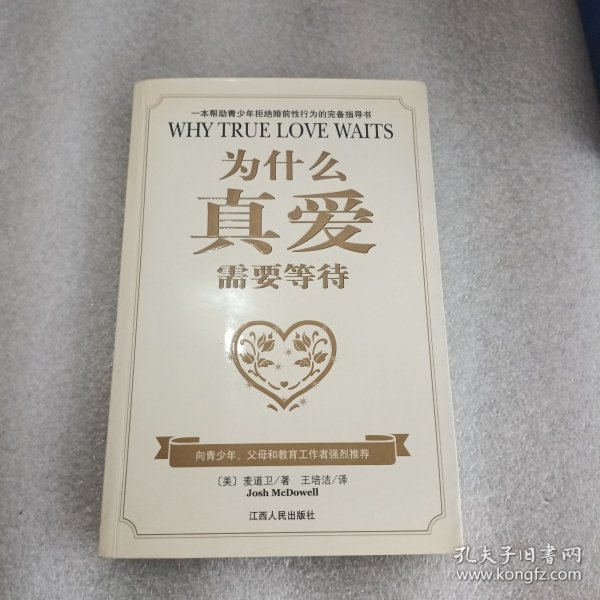 一本帮助青少年拒绝婚前性行为的完备指导书
WHY TRUE LOVE WAITS
为什么
真爱
需要等待
向青少年、父母和教育工作者强烈推荐
〔美〕麦道卫/著 王培洁/译
Josh McDowell
江西人民出版社
孔夫子旧书网
www.kongfz.com